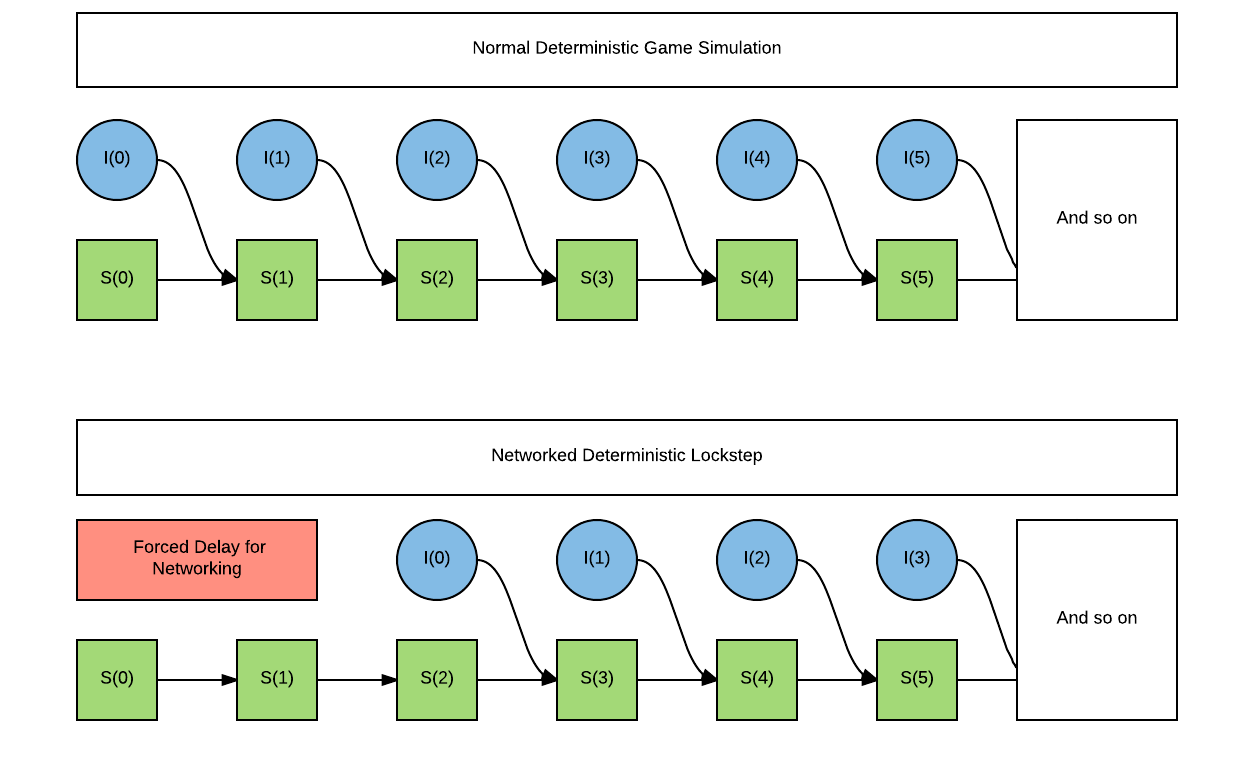 Normal Deterministic Game Simulation
I(0)
I(1)
I(2)
I(3)
I(4)
I(5)
And so on
S(0)
S(1)
S(2)
S(3)
S(4)
S(5)
Networked Deterministic Lockstep
Forced Delay for
Networking
I(0)
I(1)
I(2)
I(3)
And so on
S(0)
S(1)
S(2)
S(3)
S(4)
S(5)